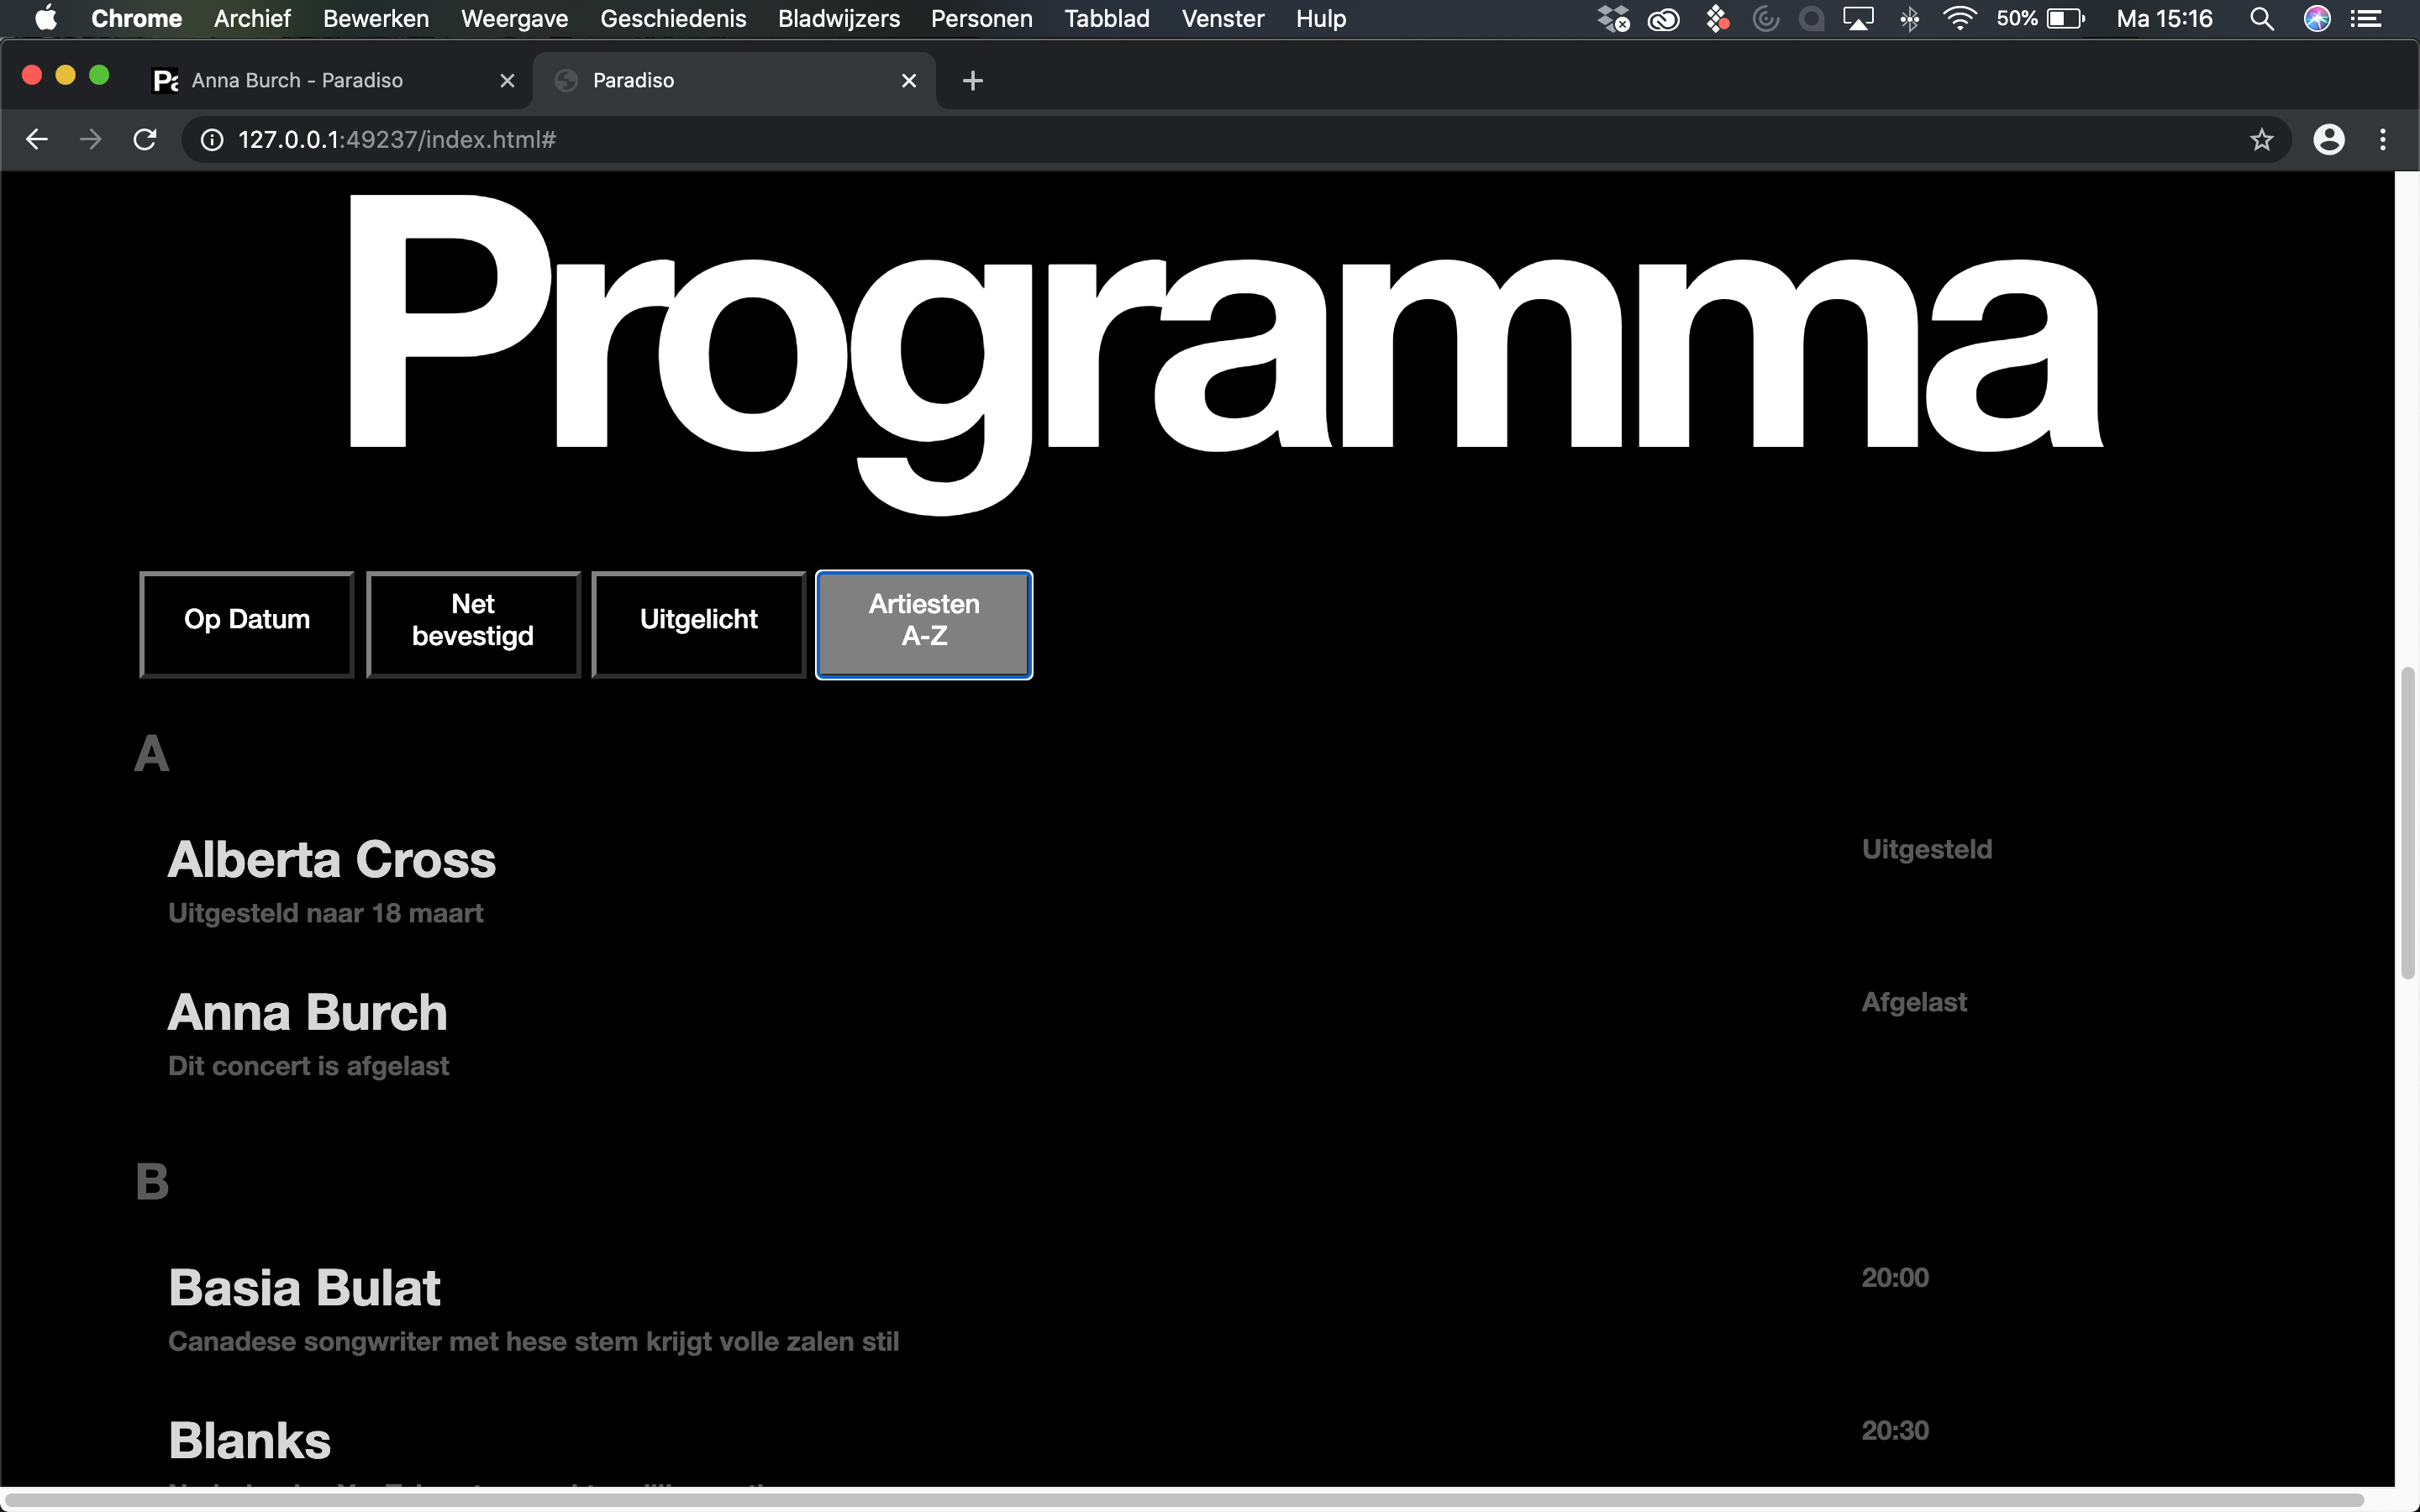 Chrome Archief Bewerken Weergave Geschiedenis Bladwijzers Personen Tabblad Venster Hulp 50% Ma 15:16
Pa Anna Burch - Paradiso Paradiso
127.0.0.1:49237/index.html#
Programma
Op Datum
Net
bevestigd
Uitgelicht
Artiesten
A-Z
A
Alberta Cross Uitgesteld
Uitgesteld naar 18 maart
Anna Burch Afgelast
Dit concert is afgelast
B
Basia Bulat 20:00
Canadese songwriter met hese stem krijgt volle zalen stil
Blanks 20:30